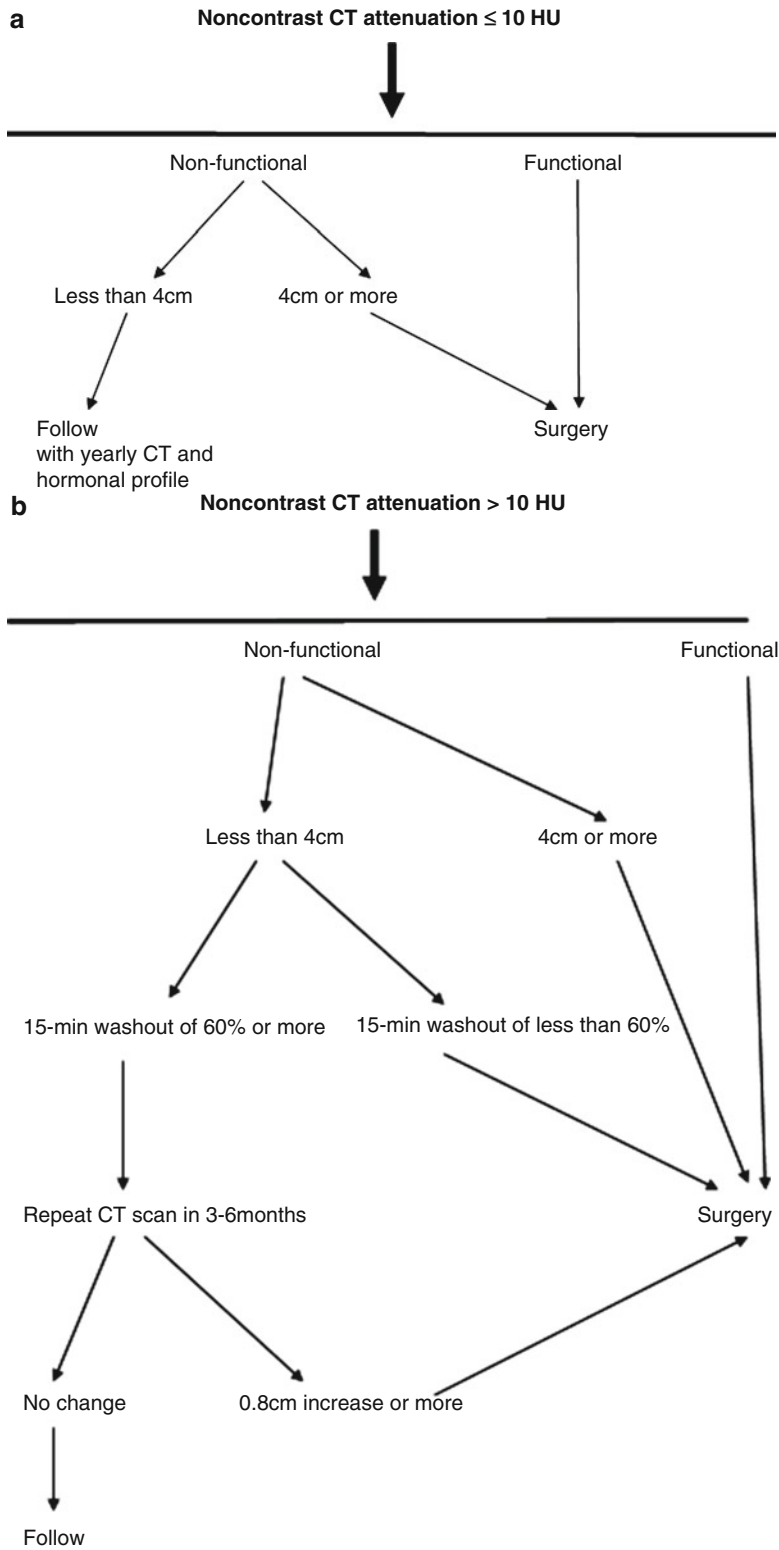 a
Noncontrast CT attenuation ≤ 10 HU
Non-functional
Functional
Less than 4cm
4cm or more
Follow
with yearly CT and
hormonal profile
Surgery
b
Noncontrast CT attenuation > 10 HU
Non-functional
Functional
Less than 4cm
4cm or more
15-min washout of 60% or more
15-min washout of less than 60%
Repeat CT scan in 3-6months
Surgery
No change
0.8cm increase or more
Follow